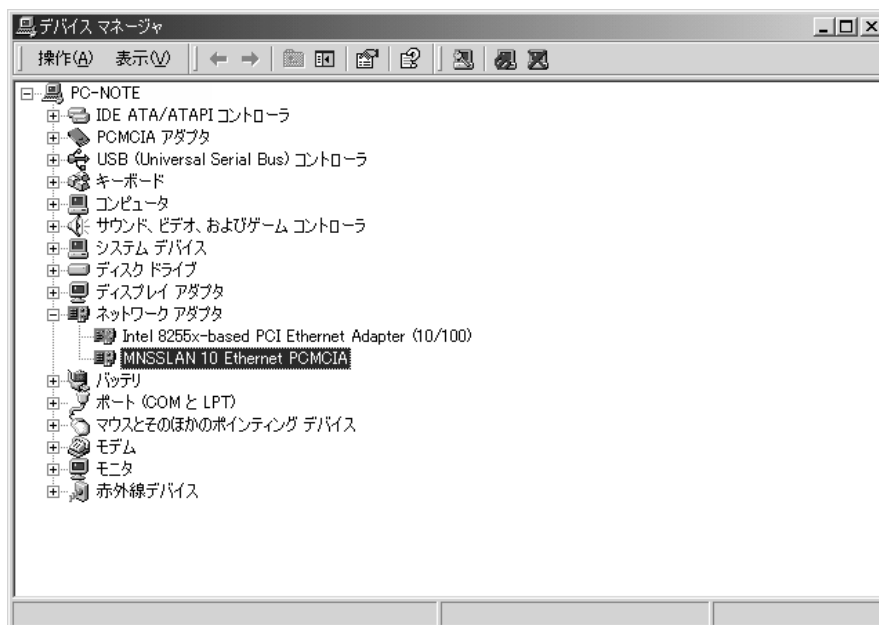 デバイス マネージャ
操作(A) 表示(V)
PC-NOTE
IDE ATA/ATAPI コントローラ
PCMCIA アダプタ
USB (Universal Serial Bus) コントローラ
キーボード
コンピュータ
サウンド、ビデオ、およびゲーム コントローラ
システム デバイス
ディスク ドライブ
ディスプレイ アダプタ
ネットワーク アダプタ
Intel 8255x-based PCI Ethernet Adapter (10/100)
MNSSLAN 10 Ethernet PCMCIA
バッテリ
ポート (COM と LPT)
マウスとそのほかのポインティング デバイス
モデム
モニタ
赤外線デバイス